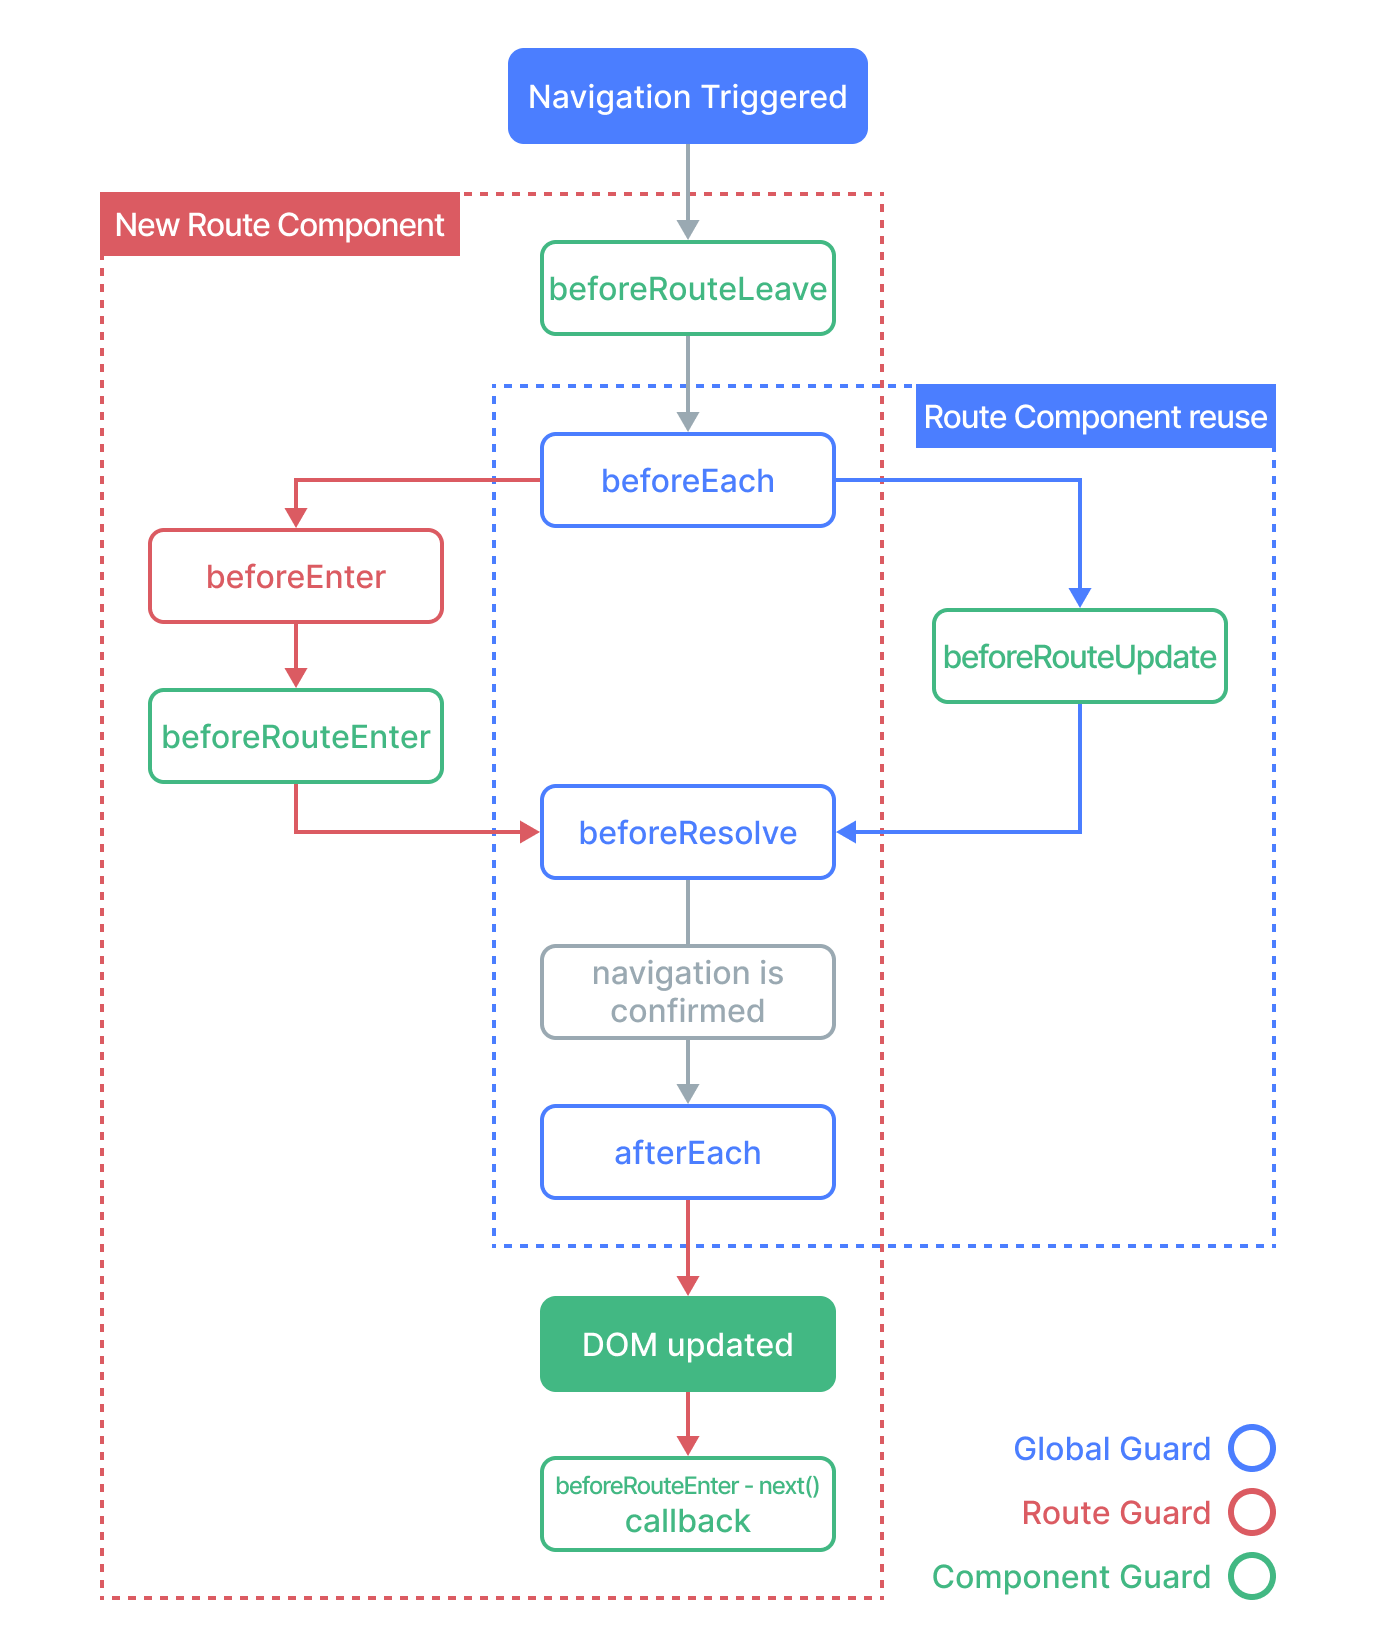 Navigation Triggered
New Route Component
beforeRouteLeave
Route Component reuse
beforeEach
beforeEnter
beforeRouteUpdate
beforeRouteEnter
beforeResolve
navigation is
confirmed
afterEach
DOM updated
beforeRouteEnter - next()
callback
Global Guard
Route Guard
Component Guard